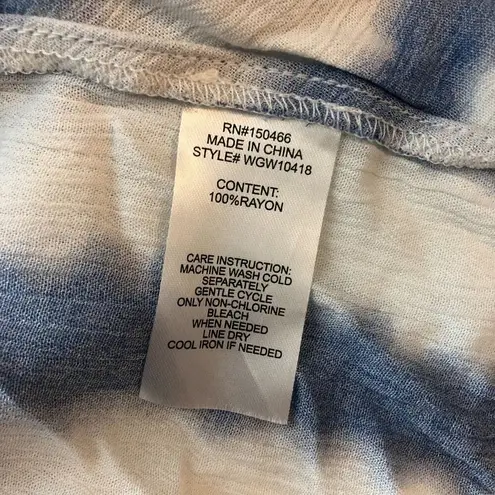 RN#150466
MADE IN CHINA
STYLE# WGW10418
CONTENT:
100%RAYON
CARE INSTRUCTION:
MACHINE WASH COLD
SEPARATELY
GENTLE CYCLE
ONLY NON-CHLORINE
BLEACH
WHEN NEEDED
LINE DRY
COOL IRON IF NEEDED